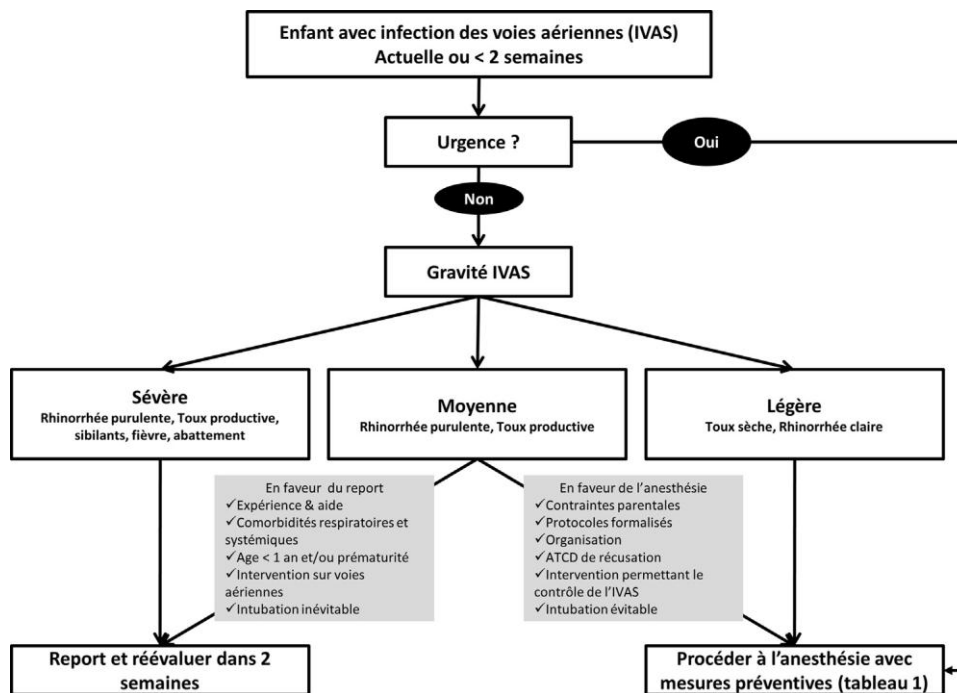 Enfant avec infection des voies aériennes (IVAS)
Actuelle ou < 2 semaines
Urgence ?
Oui
Non
Gravité IVAS
Sévère
Rhinorrhée purulente, Toux productive,
sibilants, fièvre, abattement
Moyenne
Rhinorrhée purulente, Toux productive
Légère
Toux sèche, Rhinorrhée claire
En faveur du report
✓Expérience & aide
✓Comorbidités respiratoires et
systémiques
✓Age < 1 an et/ou prématurité
✓Intervention sur voies
aériennes
✓Intubation inévitable
En faveur de l'anesthésie
✓Contraintes parentales
✓Protocoles formalisés
✓Organisation
✓ATCD de récusation
✓Intervention permettant le
contrôle de l'IVAS
✓Intubation évitable
Report et réévaluer dans 2
semaines
Procéder à l'anesthésie avec
mesures préventives (tableau 1)